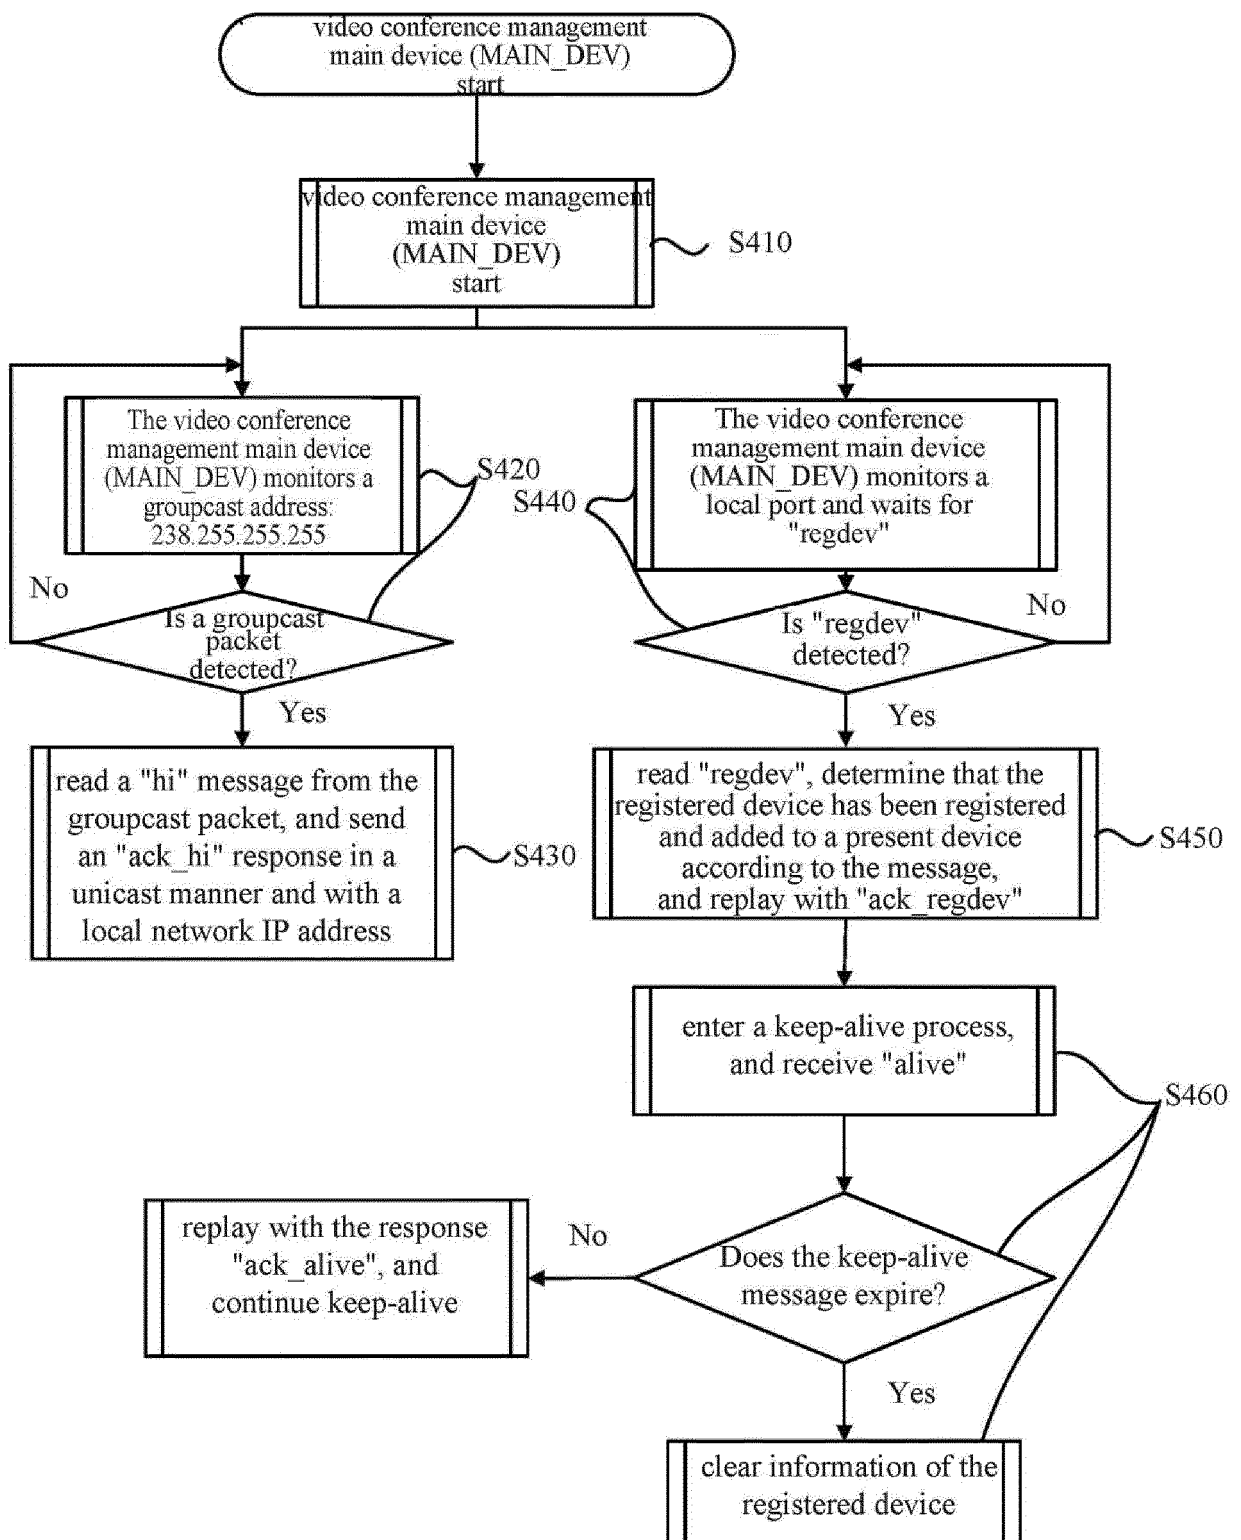 video conference management
main device (MAIN_DEV)
start
video conference management
main device
(MAIN_DEV)
start
S410
The video conference
management main device
(MAIN_DEV) monitors a
groupcast address:
238.255.255.255
S420
S440
The video conference
management main device
(MAIN_DEV) monitors a
local port and waits for
"regdev"
No
Is a groupcast
packet
detected?
Is "regdev"
detected?
No
Yes
Yes
read a "hi" message from the
groupcast packet, and send
an "ack_hi" response in a
unicast manner and with a
local network IP address
S430
read "regdev", determine that the
registered device has been registered
and added to a present device
according to the message,
and replay with "ack_regdev"
S450
enter a keep-alive process,
and receive "alive"
S460
replay with the response
"ack_alive", and
continue keep-alive
No
Does the keep-alive
message expire?
Yes
clear information of the
registered device